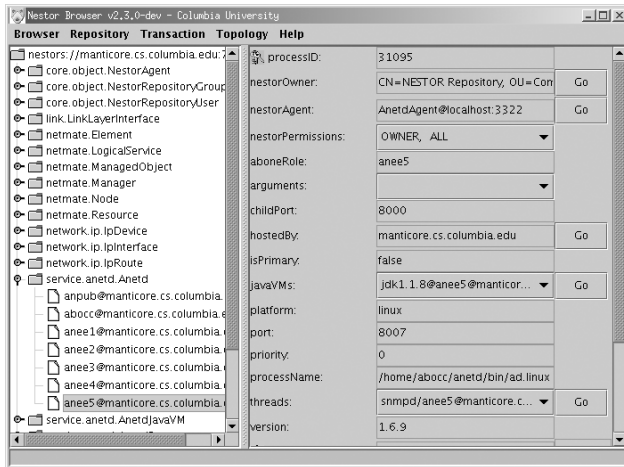 Nestor Browser v2.3.0-dev - Columbia University
Browser Repository Transaction Topology Help
nestors://manticore.cs.columbia.edu:7
core.object.NestorAgent
core.object.NestorRepositoryGroup
core.object.NestorRepositoryUser
link.LinkLayerInterface
netmate.Element
netmate.LogicalService
netmate.ManagedObject
netmate.Manager
netmate.Node
netmate.Resource
network.ip.IpDevice
network.ip.IpInterface
network.ip.IpRoute
service.anetd.Anetd
anpub@manticore.cs.columbia.
abocc@manticore.cs.columbia.e
anee1@manticore.cs.columbia.
anee2@manticore.cs.columbia.
anee3@manticore.cs.columbia.
anee4@manticore.cs.columbia.
anee5@manticore.cs.columbia.
service.anetd.AnetdJavaVM
processID: 31095
nestorOwner: CN=NESTOR Repository, OU=Com Go
nestorAgent: AnetdAgent@localhost:3322 Go
nestorPermissions: OWNER, ALL
aboneRole: anee5
arguments:
childPort: 8000
hostedBy: manticore.cs.columbia.edu Go
isPrimary: false
javaVMs: jdk1.1.8@anee5@manticor... Go
platform: linux
port: 8007
priority: 0
processName: /home/abocc/anetd/bin/ad.linux
threads: snmpd/anee5@manticore.c... Go
version: 1.6.9